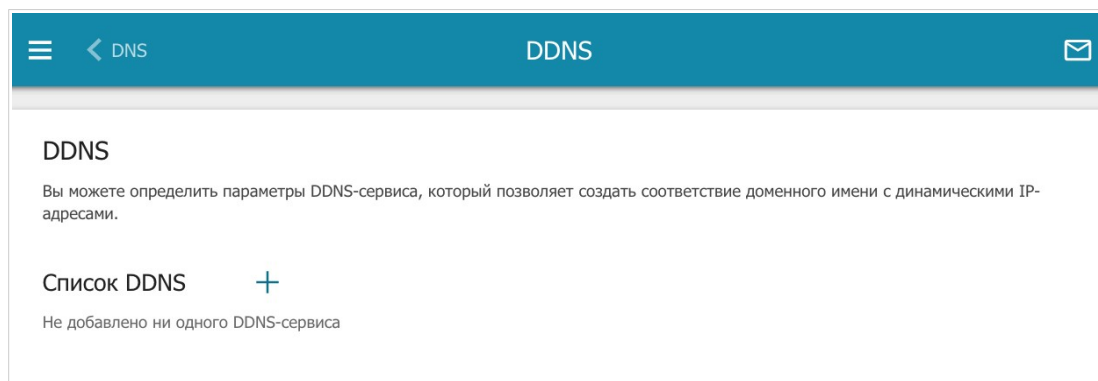 DNS
DDNS
DDNS
Вы можете определить параметры DDNS-сервиса, который позволяет создать соответствие доменного имени с динамическими IP-
адресами.
Список DDNS
Не добавлено ни одного DDNS-сервиса